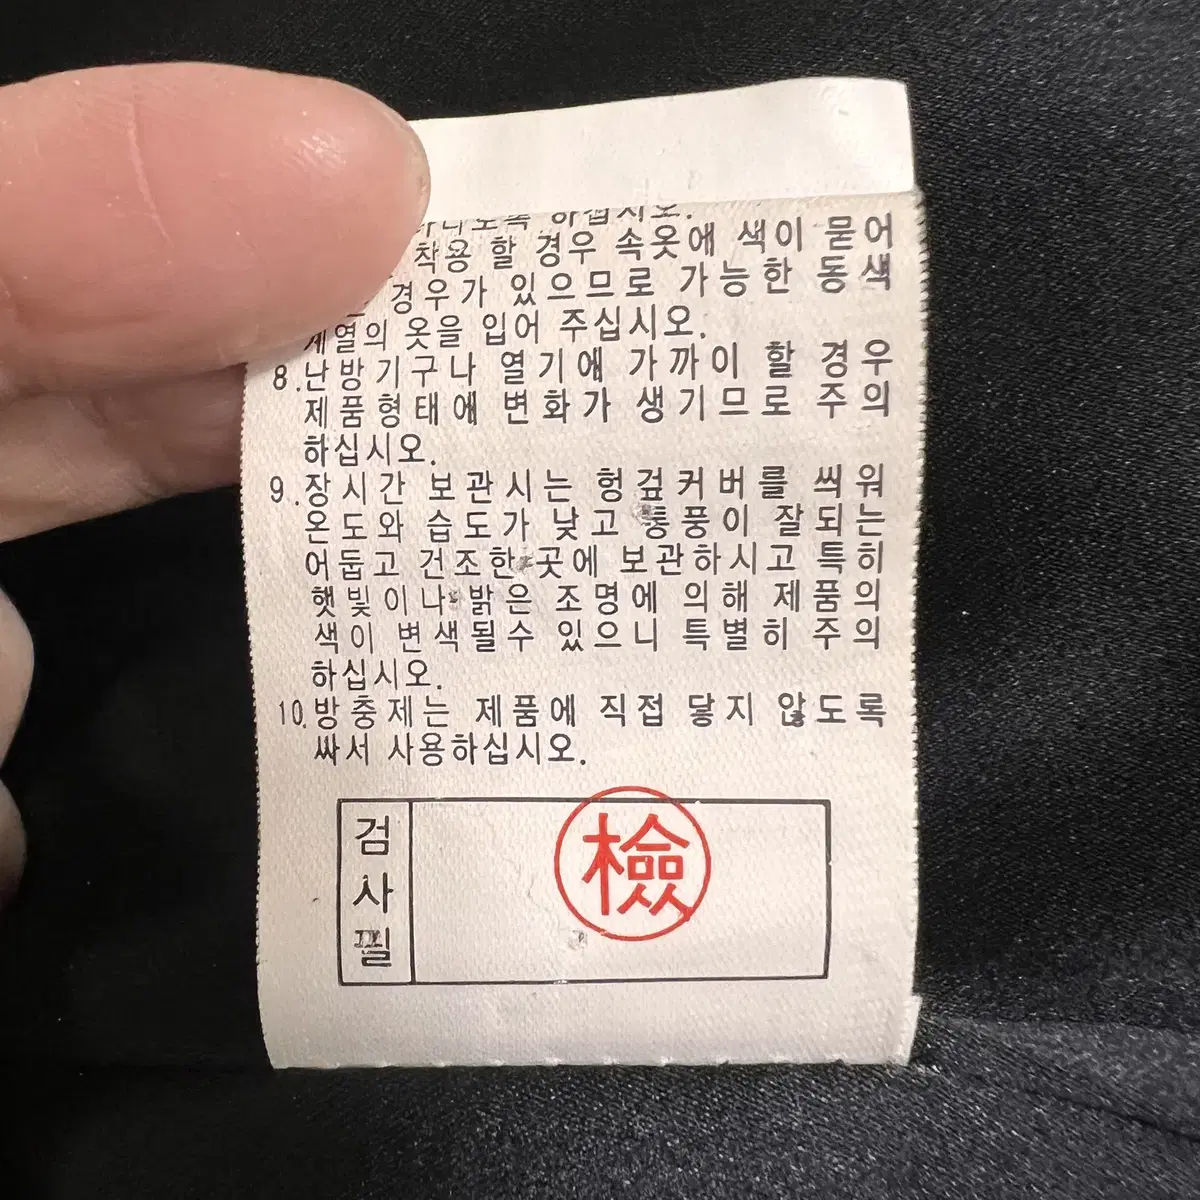 하십시오.
착용 할 경우 속옷에 색이 묻어
경우가 있으므로 가능한 동색
계열의 옷을 입어 주십시오.
8.난방기구나 열기에 가까이 할 경우
제품형태에 변화가 생기므로 주의
하십시오.
9.장시간 보관시는 헝겊커버를 씌워
온도와 습도가 낮고 통풍이 잘되는
어둡고 건조한 곳에 보관하시고 특히
햇빛이나 밝은 조명에 의해 제품의
색이 변색될수 있으니 특별히 주의
하십시오.
10.방충제는 제품에 직접 닿지 않도록
싸서 사용하십시오.
검사필
檢